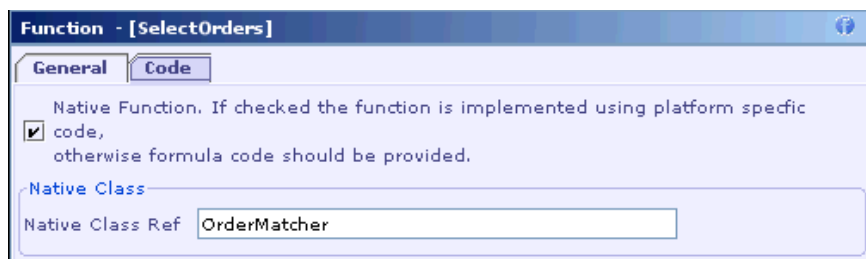 Function - [SelectOrders]
General Code
Native Function. If checked the function is implemented using platform specfic
code,
otherwise formula code should be provided.
Native Class
Native Class Ref OrderMatcher